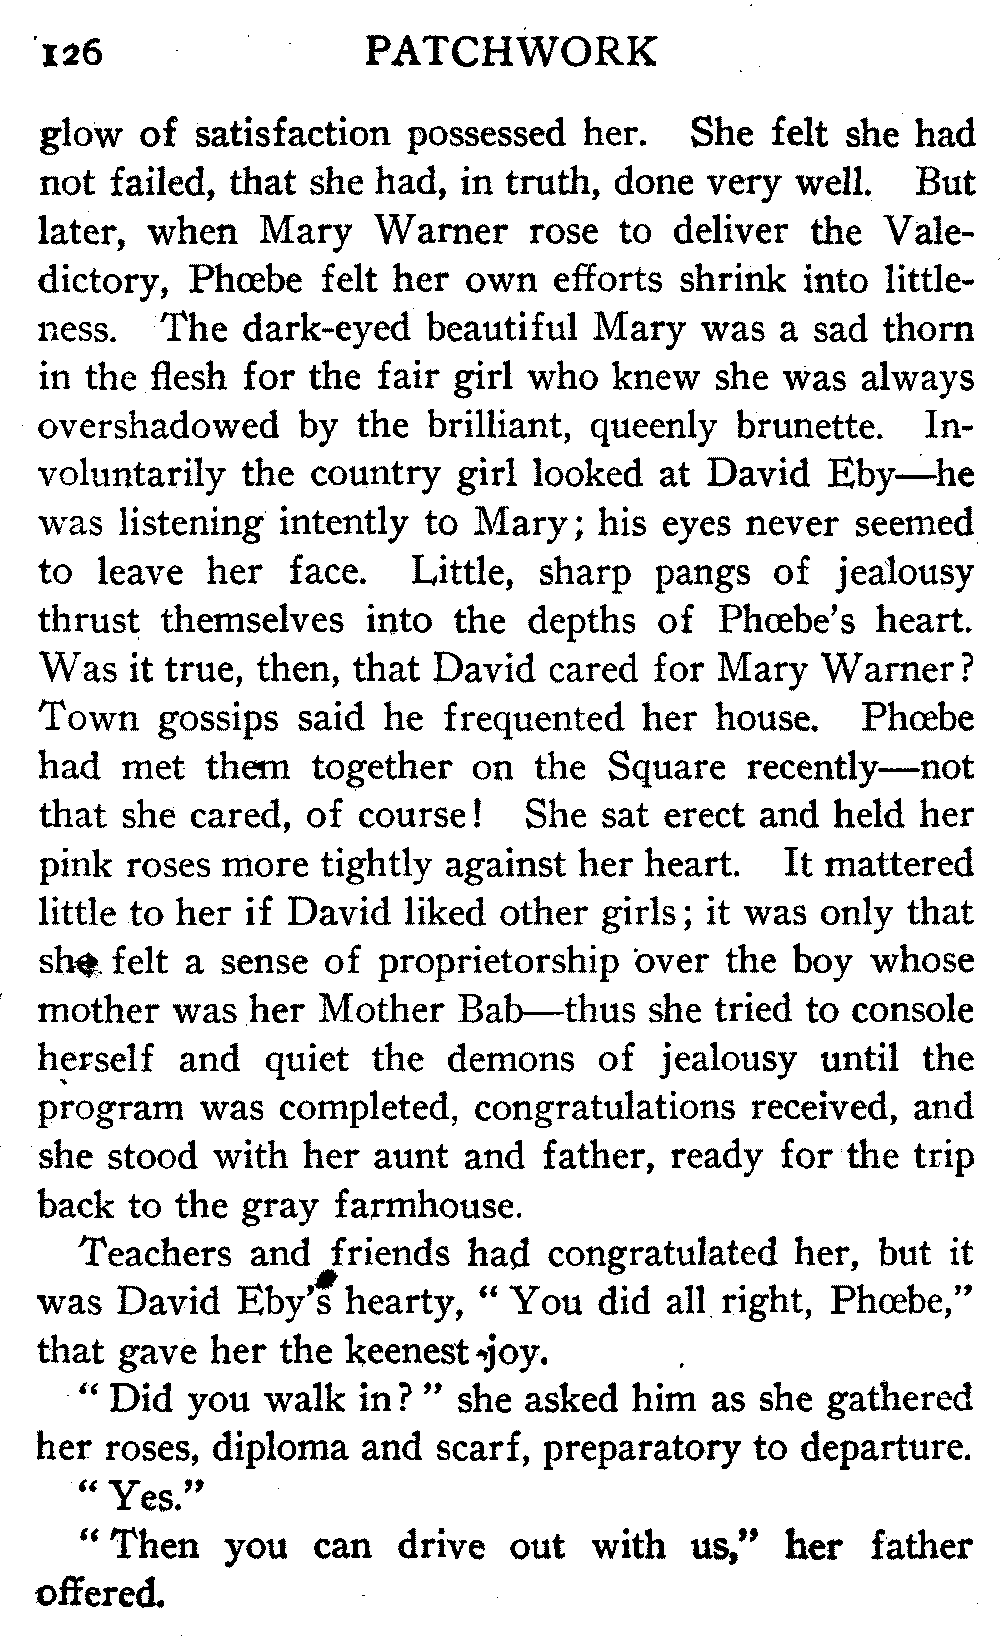 126 PATCHWORK
glow of satisfaction possessed her. She felt she had
not failed, that she had, in truth, done very well. But
later, when Mary Warner rose to deliver the Vale-
dictory, Phœbe felt her own efforts shrink into little-
ness. The dark-eyed beautiful Mary was a sad thorn
in the flesh for the fair girl who knew she was always
overshadowed by the brilliant, queenly brunette. In-
voluntarily the country girl looked at David Eby—he
was listening intently to Mary; his eyes never seemed
to leave her face. Little, sharp pangs of jealousy
thrust themselves into the depths of Phœbe's heart.
Was it true, then, that David cared for Mary Warner?
Town gossips said he frequented her house. Phœbe
had met them together on the Square recently—not
that she cared, of course! She sat erect and held her
pink roses more tightly against her heart. It mattered
little to her if David liked other girls; it was only that
she felt a sense of proprietorship over the boy whose
mother was her Mother Bab—thus she tried to console
herself and quiet the demons of jealousy until the
program was completed, congratulations received, and
she stood with her aunt and father, ready for the trip
back to the gray farmhouse.
Teachers and friends had congratulated her, but it
was David Eby's hearty, "You did all right, Phœbe,"
that gave her the keenest joy.
"Did you walk in?" she asked him as she gathered
her roses, diploma and scarf, preparatory to departure.
"Yes."
"Then you can drive out with us," her father
offered.